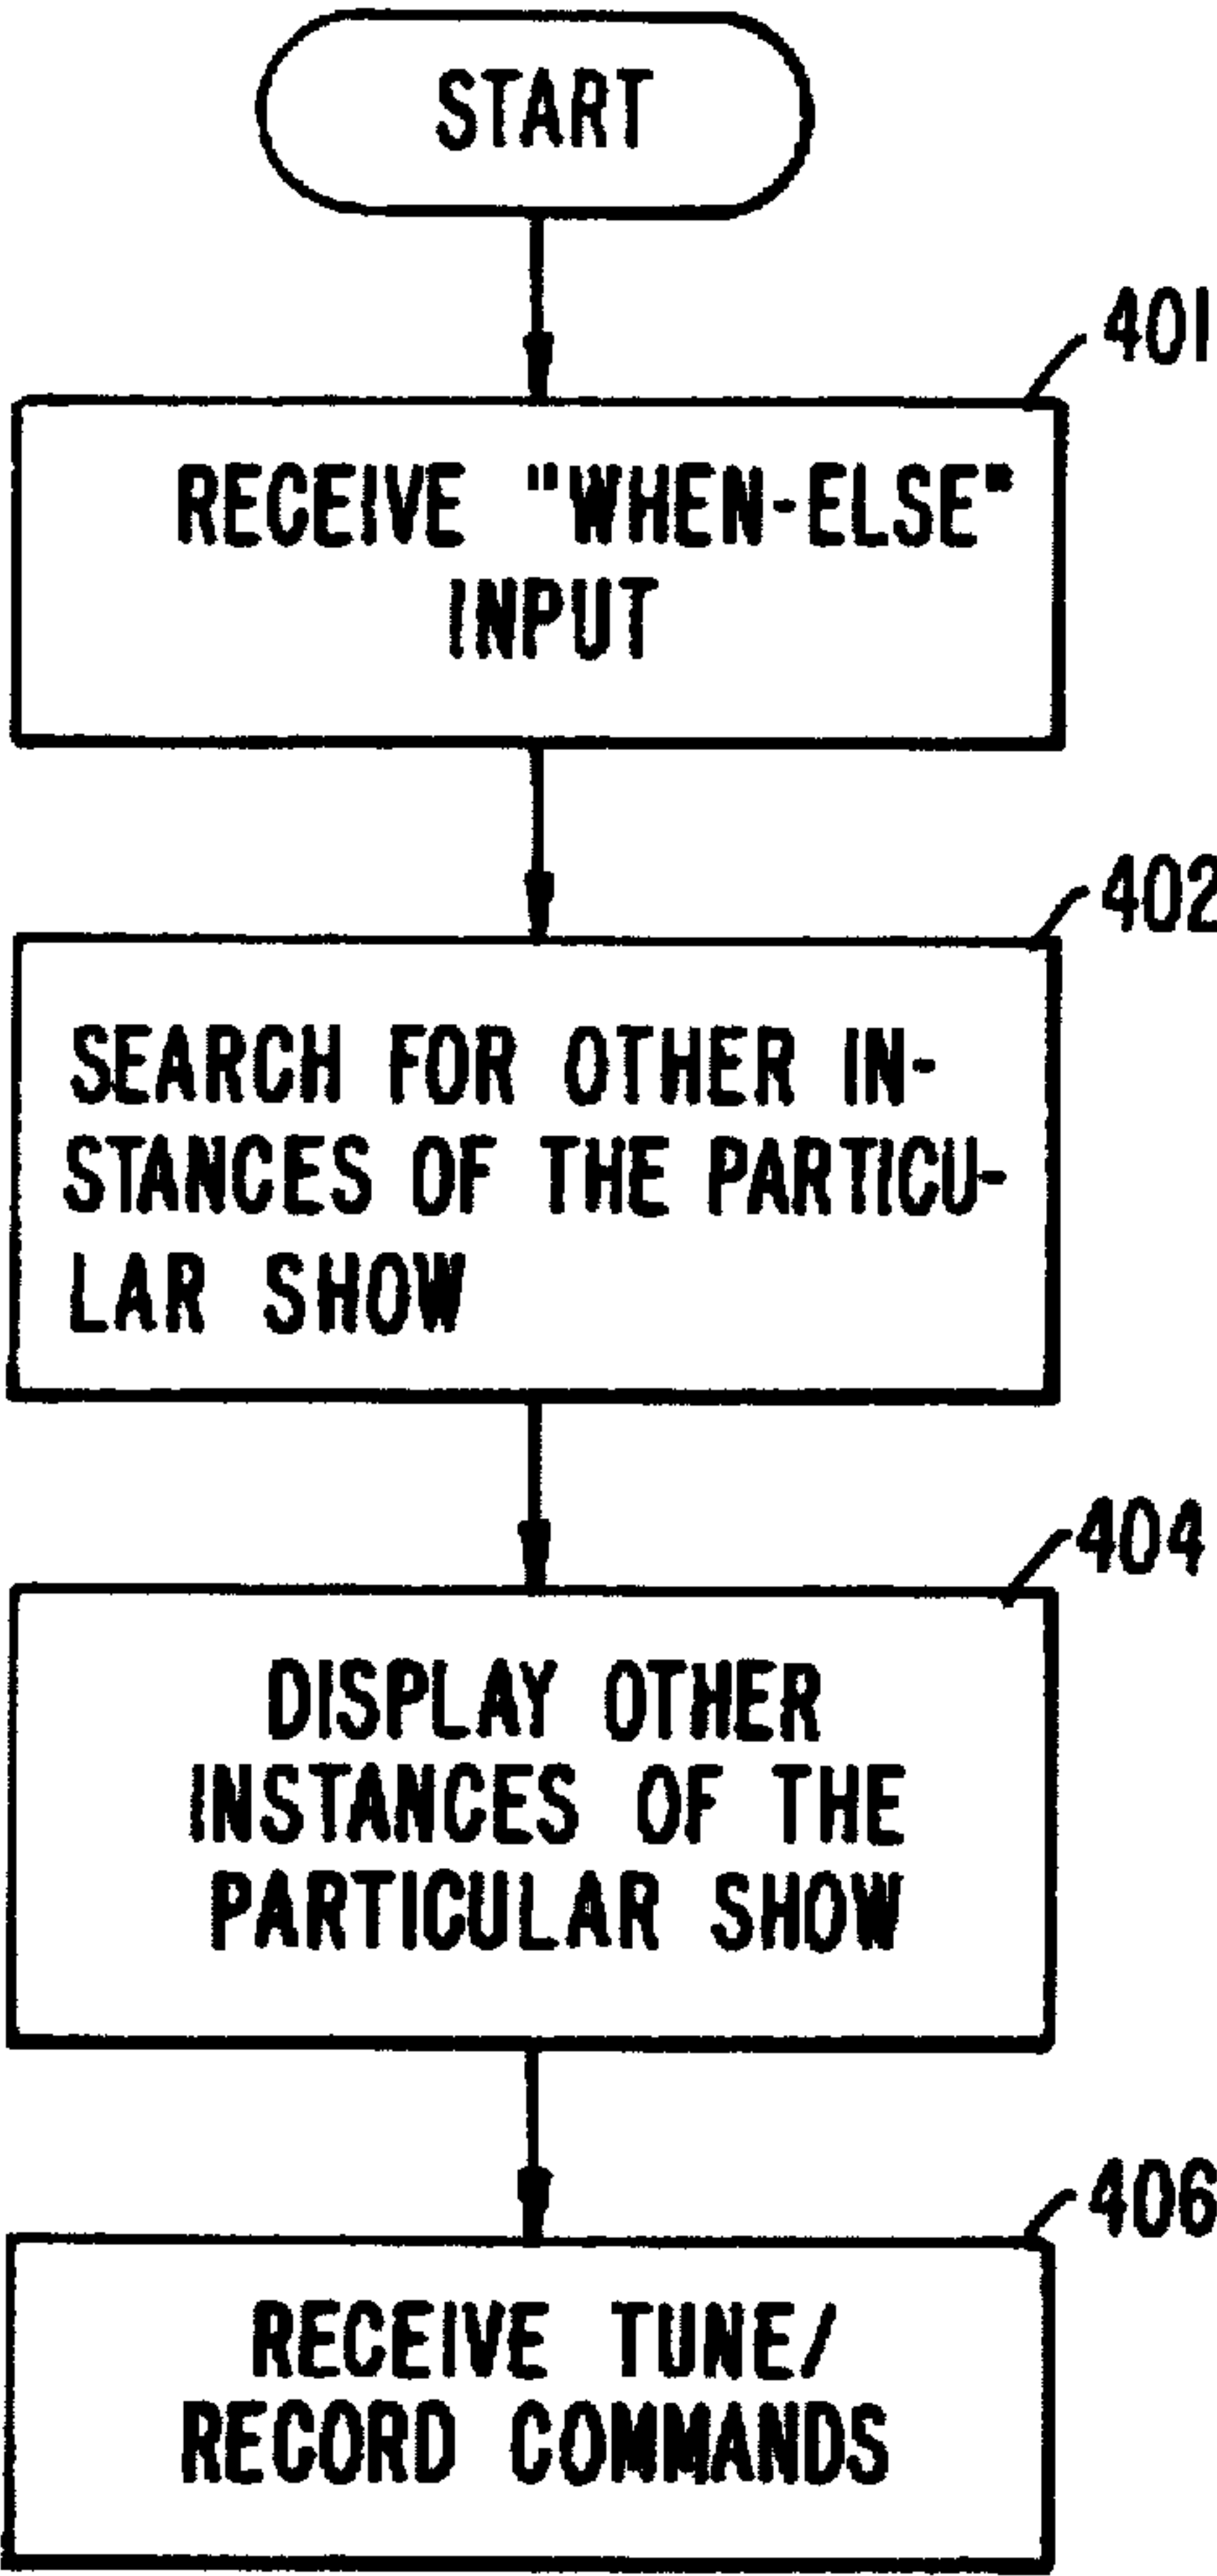 START
401
RECEIVE "WHEN-ELSE"
INPUT
402
SEARCH FOR OTHER IN-
STANCES OF THE PARTICU-
LAR SHOW
404
DISPLAY OTHER
INSTANCES OF THE
PARTICULAR SHOW
406
RECEIVE TUNE/
RECORD COMMANDS